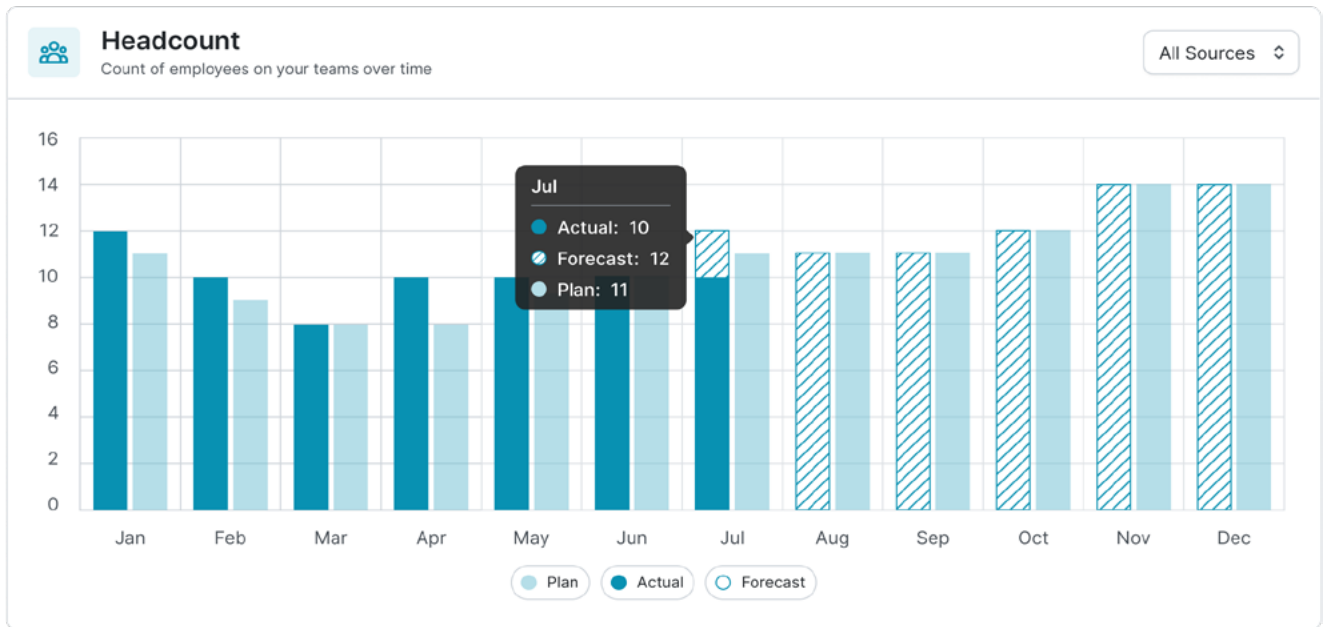 Headcount
Count of employees on your teams over time
All Sources
16
14
12
10
8
6
4
2
0
Jul
Actual: 10
Forecast: 12
Plan: 11
Jan Feb Mar Apr May Jun Jul Aug Sep Oct Nov Dec
Plan Actual Forecast